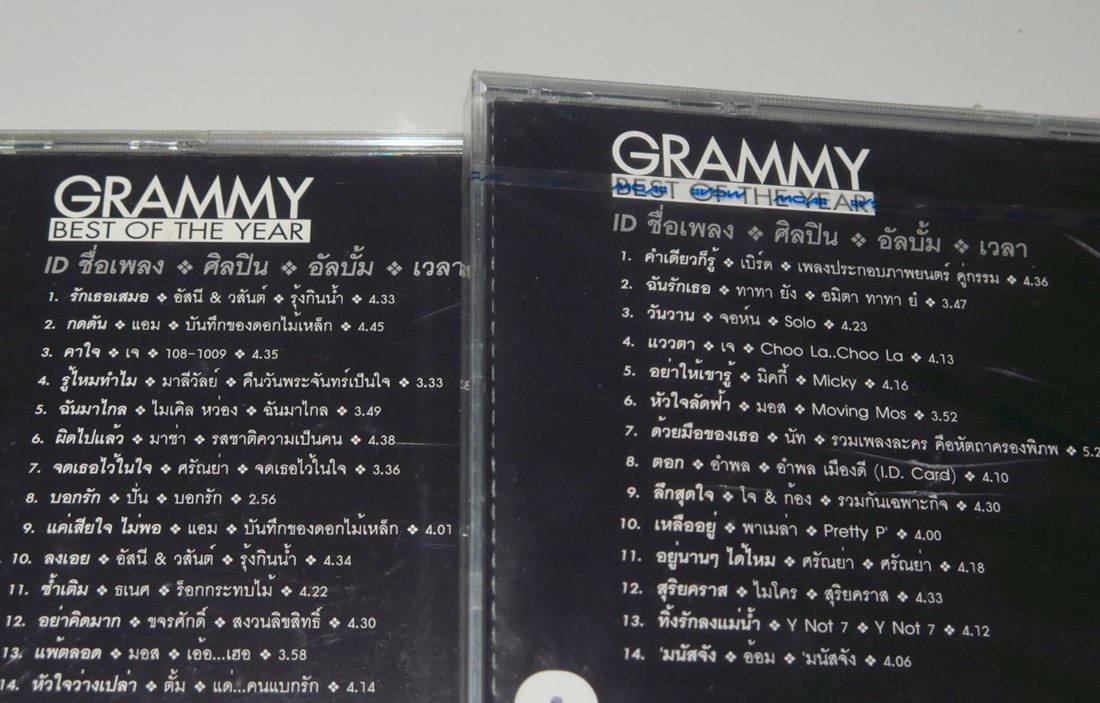 GRAMMY
BEST OF THE YEAR
ID ชื่อเพลง ❖ ศิลปิน ❖ อัลบั้ม ❖ เวลา
1. รักเธอเสมอ ❖ อัสนี & วสันต์ ❖ รุ้งกินน้ำ ❖ 4.33
2. กดดัน ❖ แอม ❖ บันทึกของดอกไม้เหล็ก ❖ 4.45
3. คาใจ ❖ เจ ❖ 108-1009 ❖ 4.35
4. รู้ไหมทำไม ❖ มาลีวัลย์ ❖ คืนวันพระจันทร์เป็นใจ ❖ 3.33
5. ฉันมาไกล ❖ ไมเคิล หว่อง ❖ ฉันมาไกล ❖ 3.49
6. ผิดไปแล้ว ❖ มาช่า ❖ รสชาติความเป็นคน ❖ 4.38
7. จดเธอไว้ในใจ ❖ ศรัณย่า ❖ จดเธอไว้ในใจ ❖ 3.36
8. บอกรัก ❖ ปั่น ❖ บอกรัก ❖ 2.56
9. แค่เสียใจ ไม่พอ ❖ แอม ❖ บันทึกของดอกไม้เหล็ก ❖ 4.01
10. ลงเอย ❖ อัสนี & วสันต์ ❖ รุ้งกินน้ำ ❖ 4.34
11. ซ้ำเติม ❖ ธเนศ ❖ ร็อกกระทบไม้ ❖ 4.22
12. อย่าคิดมาก ❖ ขจรศักดิ์ ❖ สงวนลิขสิทธิ์ ❖ 4.30
13. แพ้ตลอด ❖ มอส ❖ เอ้อ...เฮอ ❖ 3.58
14. หัวใจว่างเปล่า ❖ ตั้ม ❖ แด่...คนแบกรัก ❖ 4.14
GRAMMY
BEST OF THE YEAR
ID ชื่อเพลง ❖ ศิลปิน ❖ อัลบั้ม ❖ เวลา
1. คำเดียวก็รู้ ❖ เบิร์ด ❖ เพลงประกอบภาพยนตร์ คู่กรรม ❖ 4.36
2. ฉันรักเธอ ❖ ทาทา ยัง ❖ อมิตา ทาทา ยั ❖ 3.47
3. วันวาน ❖ จอห์น ❖ Solo ❖ 4.23
4. แววตา ❖ เจ ❖ Choo La..Choo La ❖ 4.13
5. อย่าให้เขารู้ ❖ มิคกี้ ❖ Micky ❖ 4.16
6. หัวใจลัดฟ้า ❖ มอส ❖ Moving Mos ❖ 3.52
7. ด้วยมือของเธอ ❖ นัท ❖ รวมเพลงละคร คือหัตถาครองพิภพ ❖ 5.2
8. ตอก ❖ อำพล ❖ อำพล เมืองดี (I.D. Card) ❖ 4.10
9. ลึกสุดใจ ❖ ใจ & ก้อง ❖ รวมกันเฉพาะกิจ ❖ 4.30
10. เหลืออยู่ ❖ พาเมล่า ❖ Pretty P' ❖ 4.00
11. อยู่นานๆ ได้ไหม ❖ ศรัณย่า ❖ ศรัณย่า ❖ 4.18
12. สุริยคราส ❖ ไมโคร ❖ สุริยคราส ❖ 4.33
13. ทิ้งรักลงแม่น้ำ ❖ Y Not 7 ❖ Y Not 7 ❖ 4.12
14. 'มนัสจัง ❖ อ้อม ❖ 'มนัสจัง ❖ 4.06